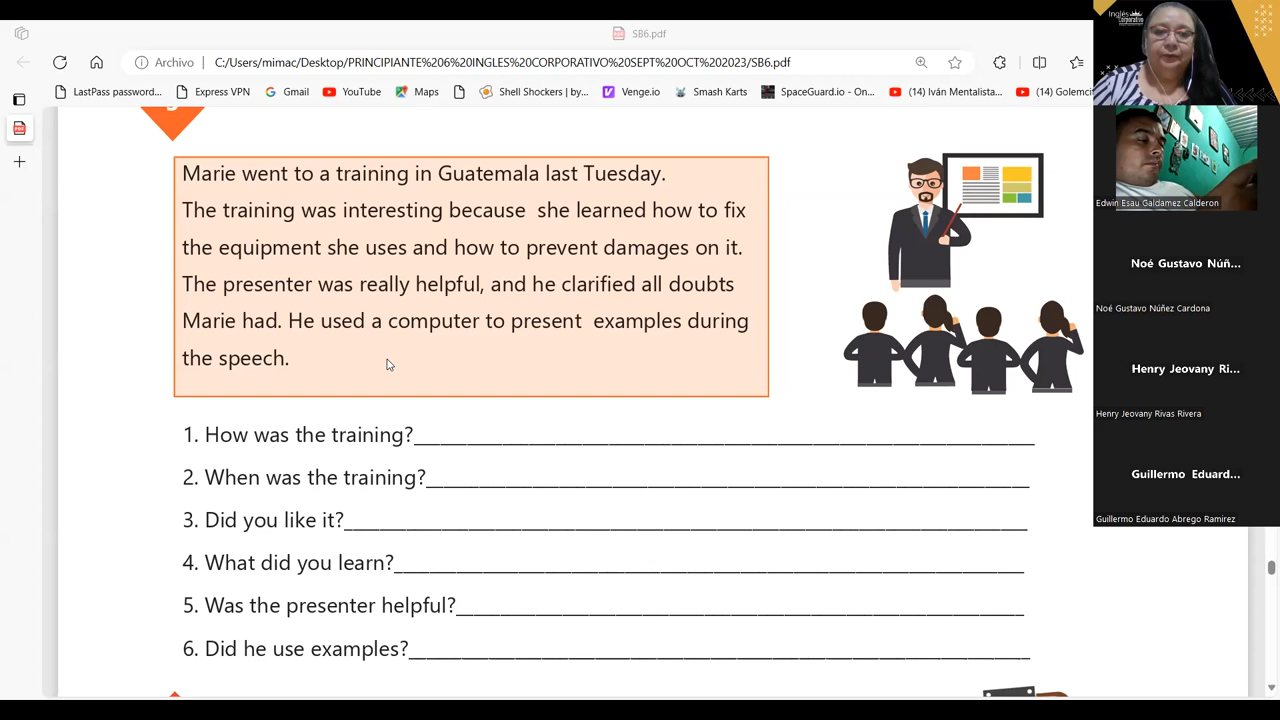 SB6.pdf
Archivo
C:/Users/mimac/Desktop/PRINCIPIANTE%206%20INGLES%20CORPORATIVO%20SEPT%20OCT%202023/SB6.pdf
LastPass password...
Express VPN
Gmail
YouTube
Maps
Shell Shockers | by...
Venge.io
Smash Karts
SpaceGuard.io - On...
(14) Iván Mentalista...
(14) Golemcit
Marie went to a training in Guatemala last Tuesday.
The training was interesting because she learned how to fix
the equipment she uses and how to prevent damages on it.
The presenter was really helpful, and he clarified all doubts
Marie had. He used a computer to present examples during
the speech.
1. How was the training?
2. When was the training?
3. Did you like it?
4. What did you learn?
5. Was the presenter helpful?
6. Did he use examples?
Inglés
Corporativo
Edwin Esau Galdamez Calderon
Noé Gustavo Núñ...
Noé Gustavo Núñez Cardona
Henry Jeovany Ri...
Henry Jeovany Rivas Rivera
Guillermo Eduard...
Guillermo Eduardo Abrego Ramirez